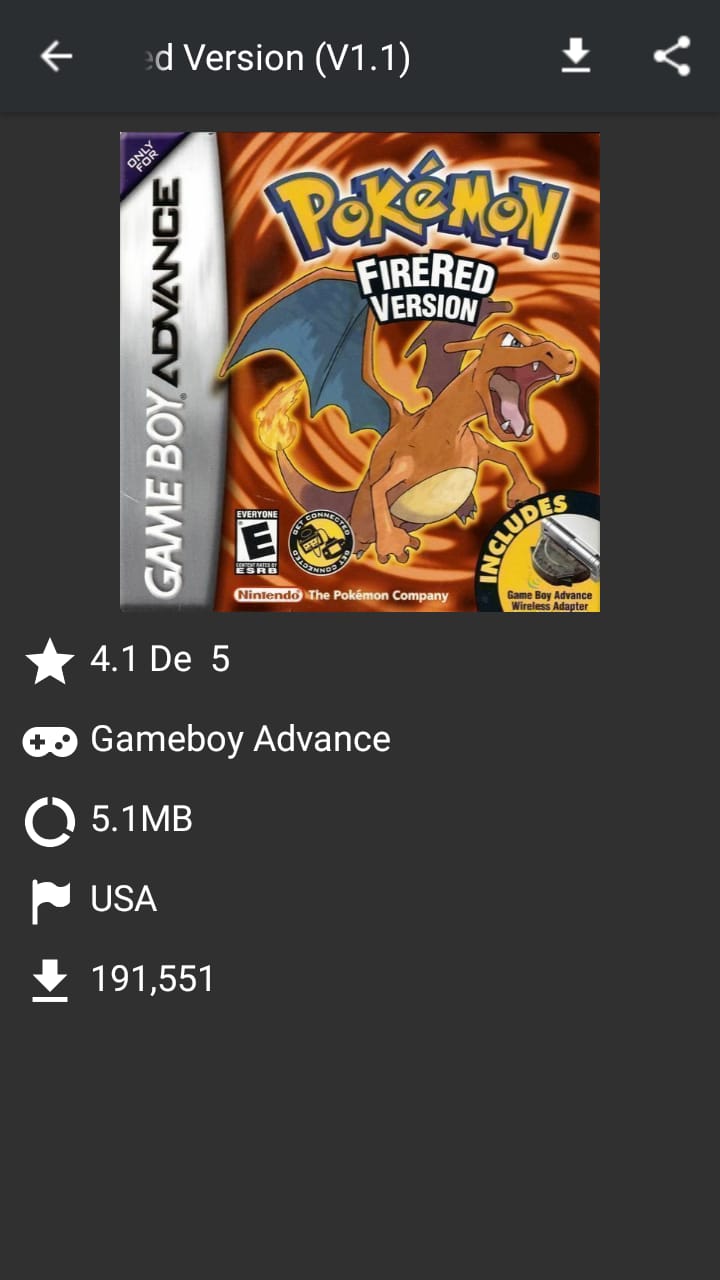 ed Version (V1.1)
ONLY
FOR
GAME BOY ADVANCE
POKéMON
FIRERED
VERSION
EVERYONE
E
CONTENT RATED BY
ESRB
GET CONNECTED
GET CONNECTED
INCLUDES
Game Boy Advance
Wireless Adapter
Nintendo® The Pokémon Company
4.1 De 5
Gameboy Advance
5.1MB
USA
191,551